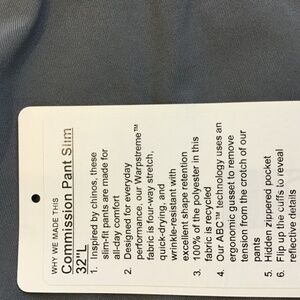 WHY WE MADE THIS
Commission Pant Slim
32"L
1. Inspired by chinos, these
slim-fit pants are made for
all-day comfort
2. Designed for everyday
performance, our Warpstreme™
fabric is four-way stretch,
quick-drying, and
wrinkle-resistant with
excellent shape retention
3. 100% of the polyester in this
fabric is recycled
4. Our ABC™ technology uses an
ergonomic gusset to remove
tension from the crotch of our
pants
5. Hidden zippered pocket
6. Flip up the cuffs to reveal
reflective details